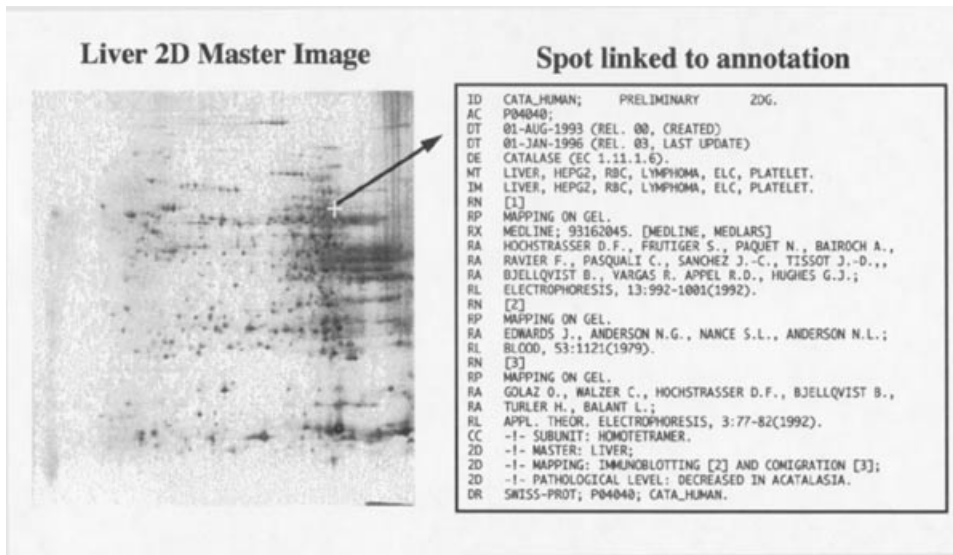 Liver 2D Master Image
Spot linked to annotation
ID CATA_HUMAN; PRELIMINARY 2DG.
AC P04040;
DT 01-AUG-1993 (REL. 00, CREATED)
DT 01-JAN-1996 (REL. 03, LAST UPDATE)
DE CATALASE (EC 1.11.1.6).
MT LIVER, HEPG2, RBC, LYMPHOMA, ELC, PLATELET.
IM LIVER, HEPG2, RBC, LYMPHOMA, ELC, PLATELET.
RN [1]
RP MAPPING ON GEL.
RX MEDLINE; 93162045. [MEDLINE, MEDLARS]
RA HOCHSTRASSER D.F., FRUTIGER S., PAQUET N., BAIROCH A.,
RA RAVIER F., PASQUALI C., SANCHEZ J.-C., TISSOT J.-D.,,
RA BJELLQVIST B., VARGAS R. APPEL R.D., HUGHES G.J.;
RL ELECTROPHORESIS, 13:992-1001(1992).
RN [2]
RP MAPPING ON GEL.
RA EDWARDS J., ANDERSON N.G., NANCE S.L., ANDERSON N.L.;
RL BLOOD, 53:1121(1979).
RN [3]
RP MAPPING ON GEL.
RA GOLAZ O., WALZER C., HOCHSTRASSER D.F., BJELLQVIST B.,
RA TURLER H., BALANT L.;
RL APPL. THEOR. ELECTROPHORESIS, 3:77-82(1992).
CC -!- SUBUNIT: HOMOTETRAMER.
2D -!- MASTER: LIVER;
2D -!- MAPPING: IMMUNOBLOTTING [2] AND COMIGRATION [3];
2D -!- PATHOLOGICAL LEVEL: DECREASED IN ACATALASIA.
DR SWISS-PROT; P04040; CATA_HUMAN.